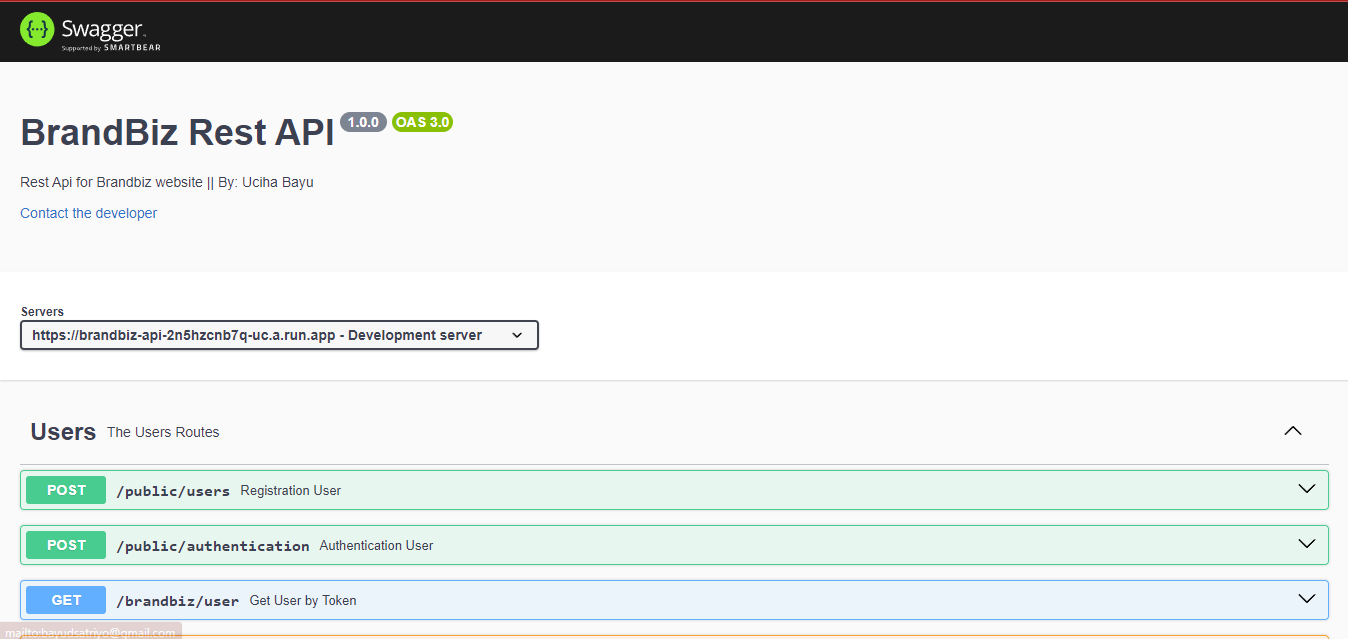 Swagger
Supported by SMARTBEAR
BrandBiz Rest API 1.0.0 OAS 3.0
Rest Api for Brandbiz website || By: Uciha Bayu
Contact the developer
Servers
https://brandbiz-api-2n5hzcnb7q-uc.a.run.app - Development server
Users The Users Routes
POST /public/users Registration User
POST /public/authentication Authentication User
GET /brandbiz/user Get User by Token
mailto:bayudsatriyo@gmail.com